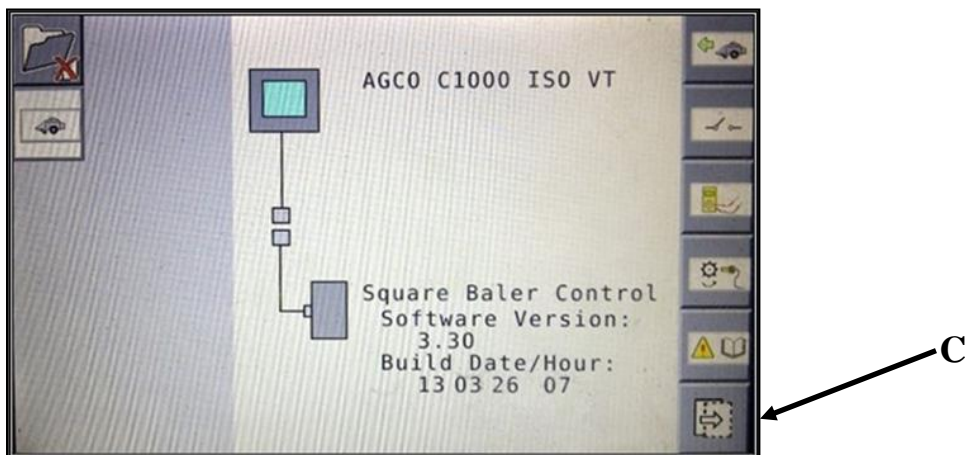 AGCO C1000 ISO VT
Square Baler Control
Software Version:
3.30
Build Date/Hour:
13 03 26 07
C